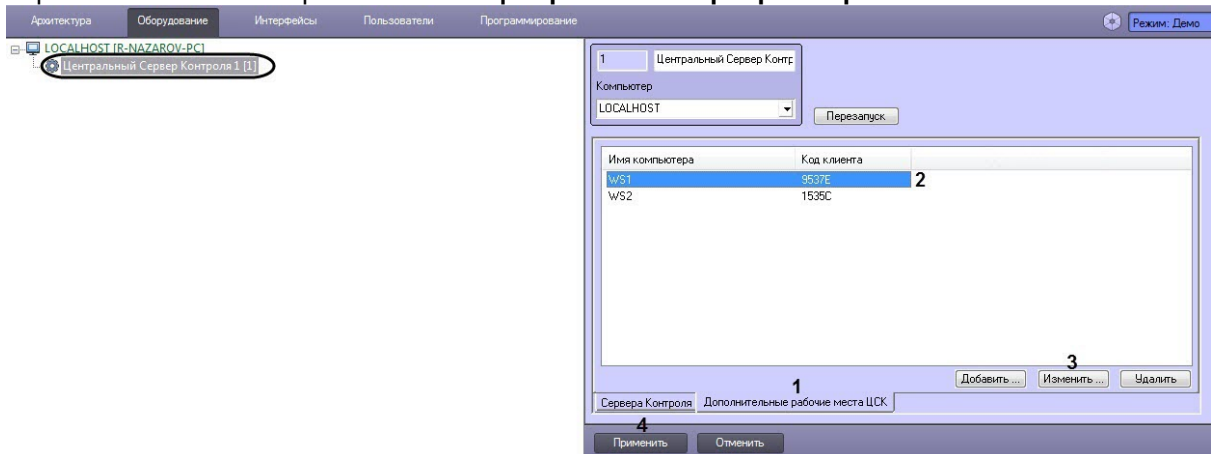 Архитектура Оборудование Интерфейсы Пользователи Программирование Режим: Демо
LOCALHOST [R-NAZAROV-PC]
Центральный Сервер Контроля 1 [1]
1 Центральный Сервер Контр
Компьютер
LOCALHOST
Перезапуск
Имя компьютера Код клиента
WS1 9537E 2
WS2 1535C
3
Добавить ... Изменить ... Удалить
1
Сервера Контроля Дополнительные рабочие места ЦСК
4
Применить Отменить